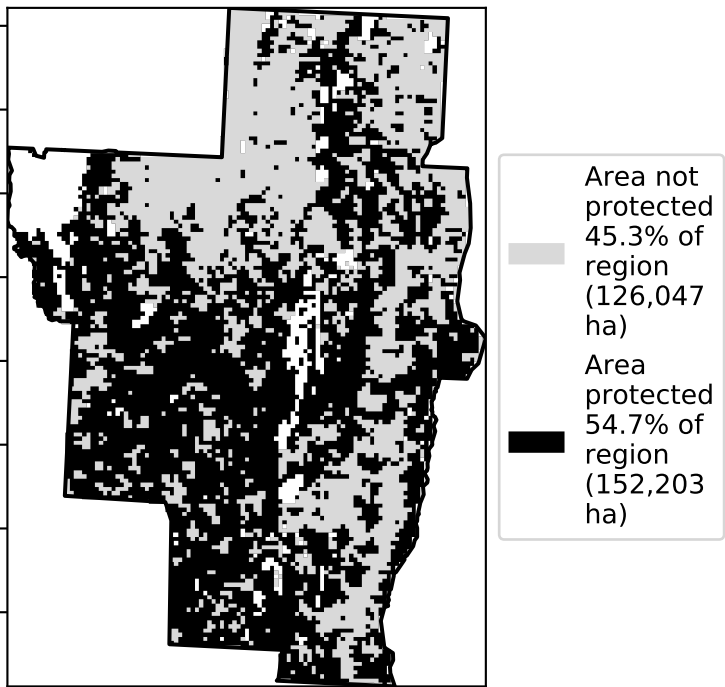 Area not
protected
45.3% of
region
(126,047
ha)
Area
protected
54.7% of
region
(152,203
ha)